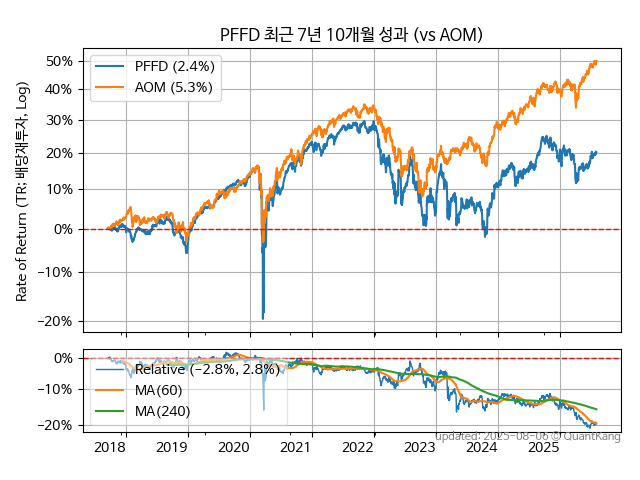 PFFD 최근 7년 10개월 성과 (vs AOM)
Rate of Return (TR: 배당재투자, Log)
50%
40%
30%
20%
10%
0%
−10%
−20%
PFFD (2.4%)
AOM (5.3%)
0%
−10%
−20%
Relative (−2.8%, 2.8%)
MA(60)
MA(240)
updated: 2025-08-06 © QuantKang
2018 2019 2020 2021 2022 2023 2024 2025